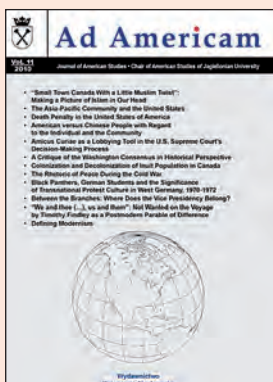 Ad Americam
Vol. 11
2010
Journal of American Studies • Chair of American Studies of Jagiellonian University
• "Small Town Canada With a Little Muslim Twist":
Making a Picture of Islam in Our Head
• The Asia-Pacific Community and the United States
• Death Penalty in the United States of America
• American versus Chinese People with Regard
to the Individual and the Community
• Amicus Curiae as a Lobbying Tool in the U.S. Supreme Court's
Decision-Making Process
• A Critique of the Washington Consensus in Historical Perspective
• Colonization and Decolonization of Inuit Population in Canada
• The Rhetoric of Peace During the Cold War
• Black Panthers, German Students and the Significance
of Transnational Protest Culture in West Germany: 1970-1972
• Between the Branches: Where Does the Vice Presidency Belong?
• "We and thee (...), us and them": Not Wanted on the Voyage
by Timothy Findley as a Postmodern Parable of Difference
• Defining Modernism
Wydawnictwo